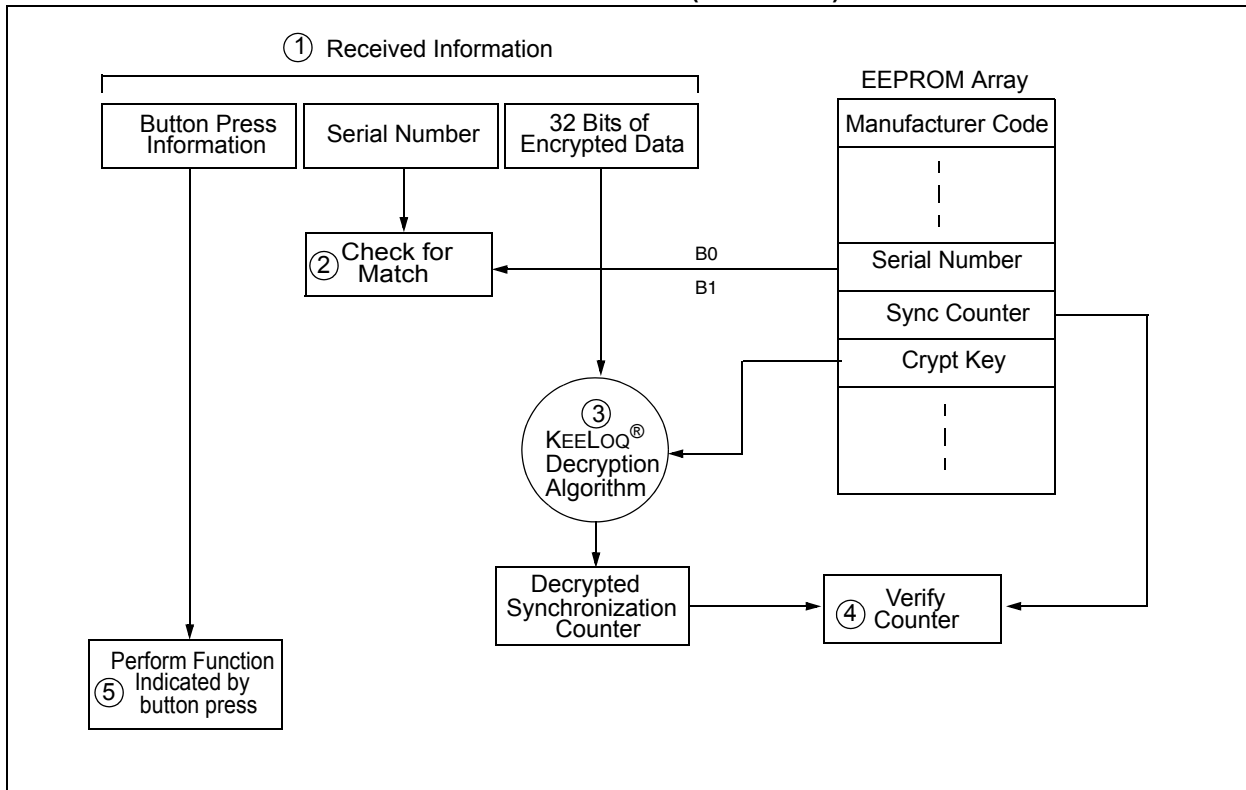 ① Received Information
EEPROM Array
Button Press
Information
Serial Number
32 Bits of
Encrypted Data
Manufacturer Code
② Check for
Match
B0
B1
Serial Number
Sync Counter
Crypt Key
③
KEELOQ®
Decryption
Algorithm
Decrypted
Synchronization
Counter
④ Verify
Counter
Perform Function
⑤ Indicated by
button press